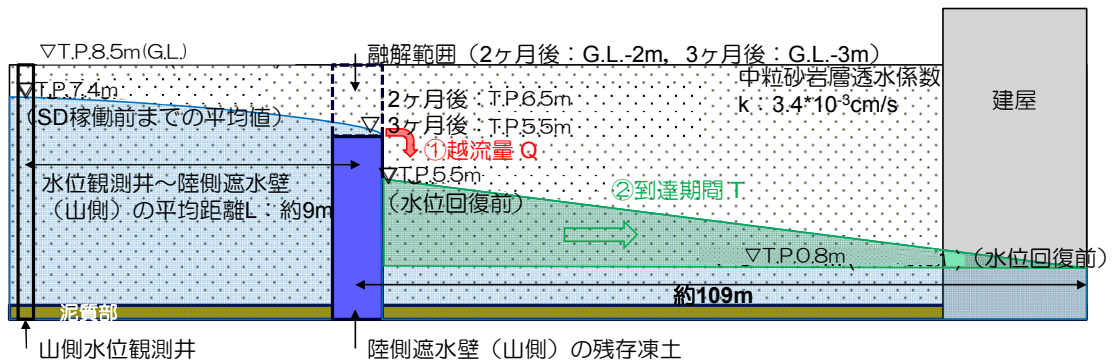 ▽T.P.8.5m(G.L.)
融解範囲（2ヶ月後：G.L.-2m，3ヶ月後：G.L.-3m）
▽T.P.7.4m
（SD稼働前までの平均値）
2ヶ月後：T.P.6.5m
▽3ヶ月後：T.P.5.5m
中粒砂岩層透水係数
k：3.4*10⁻³cm/s
建屋
①越流量 Q
水位観測井～陸側遮水壁
（山側）の平均距離L：約9m
▽T.P.5.5m
（水位回復前）
②到達期間 T
▽T.P.0.8m
（水位回復前）
約109m
泥質部
山側水位観測井
陸側遮水壁（山側）の残存凍土